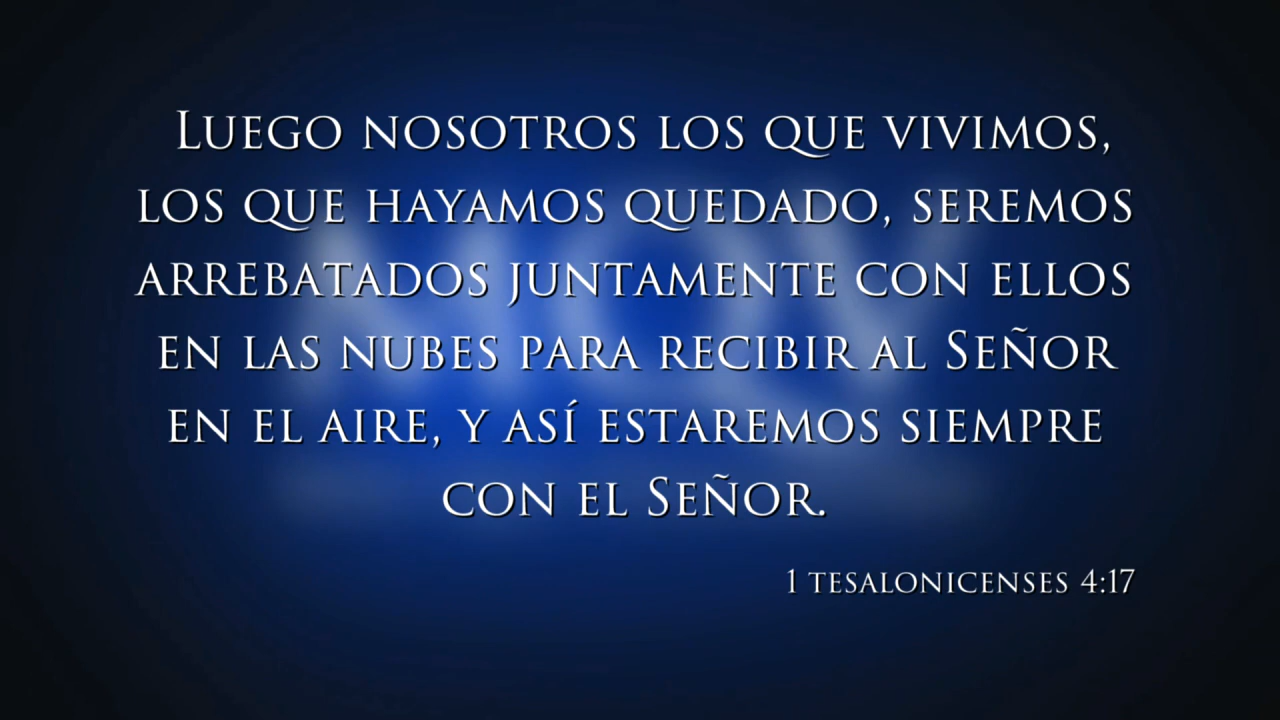 Luego nosotros los que vivimos,
los que hayamos quedado, seremos
arrebatados juntamente con ellos
en las nubes para recibir al Señor
en el aire, y así estaremos siempre
con el Señor.
1 tesalonicenses 4:17